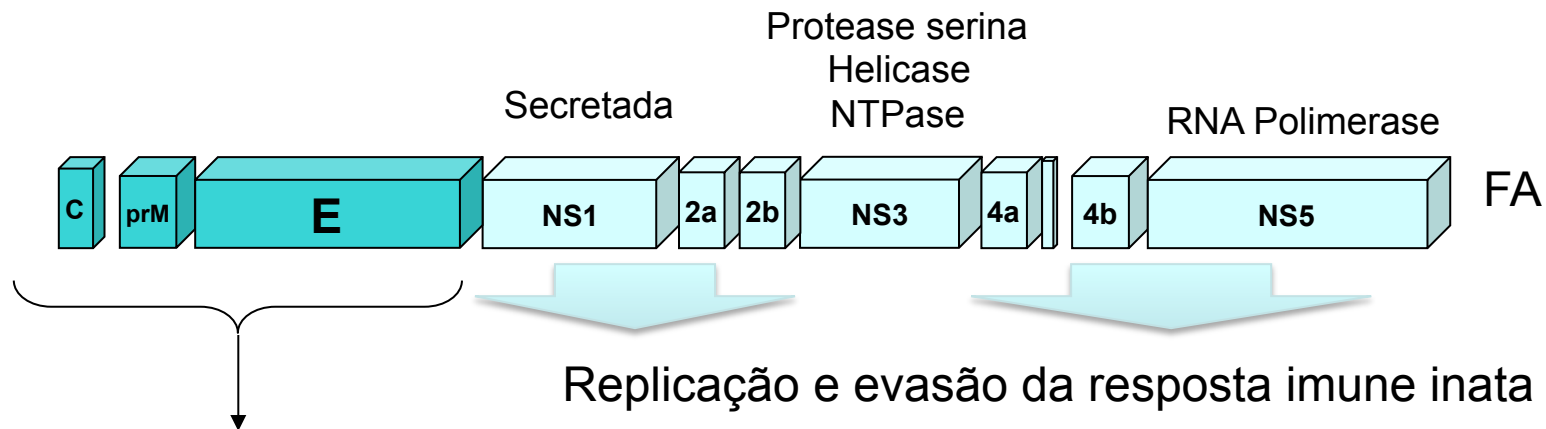 Protease serina
Helicase
NTPase
Secretada
RNA Polimerase
C
prM
E
NS1
2a
2b
NS3
4a
4b
NS5
FA
Replicação e evasão da resposta imune inata